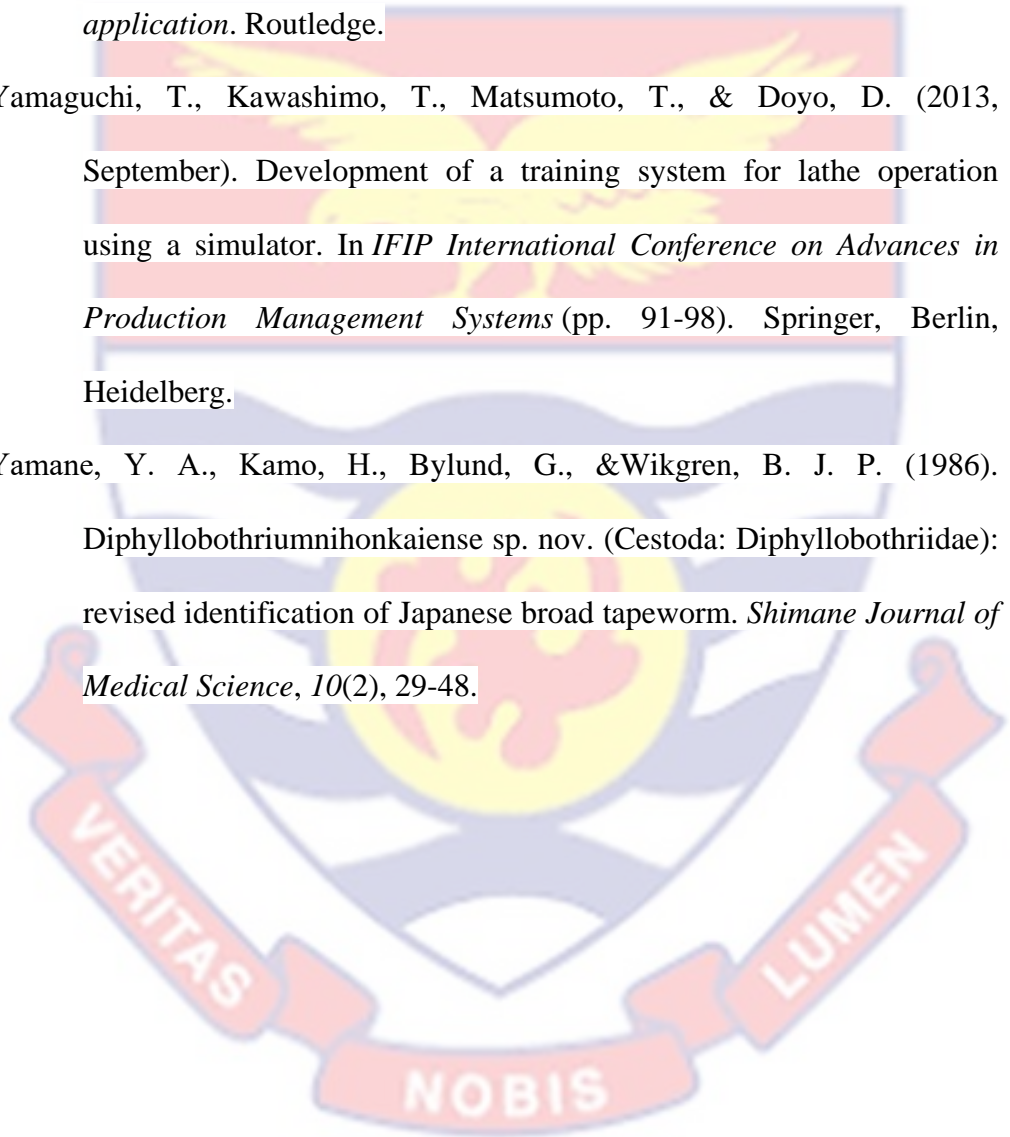 application. Routledge.
Yamaguchi, T., Kawashimo, T., Matsumoto, T., & Doyo, D. (2013,
September). Development of a training system for lathe operation
using a simulator. In IFIP International Conference on Advances in
Production Management Systems (pp. 91-98). Springer, Berlin,
Heidelberg.
Yamane, Y. A., Kamo, H., Bylund, G., &Wikgren, B. J. P. (1986).
Diphyllobothriumnihonkaiense sp. nov. (Cestoda: Diphyllobothriidae):
revised identification of Japanese broad tapeworm. Shimane Journal of
Medical Science, 10(2), 29-48.
VERITAS
NOBIS
LUMEN